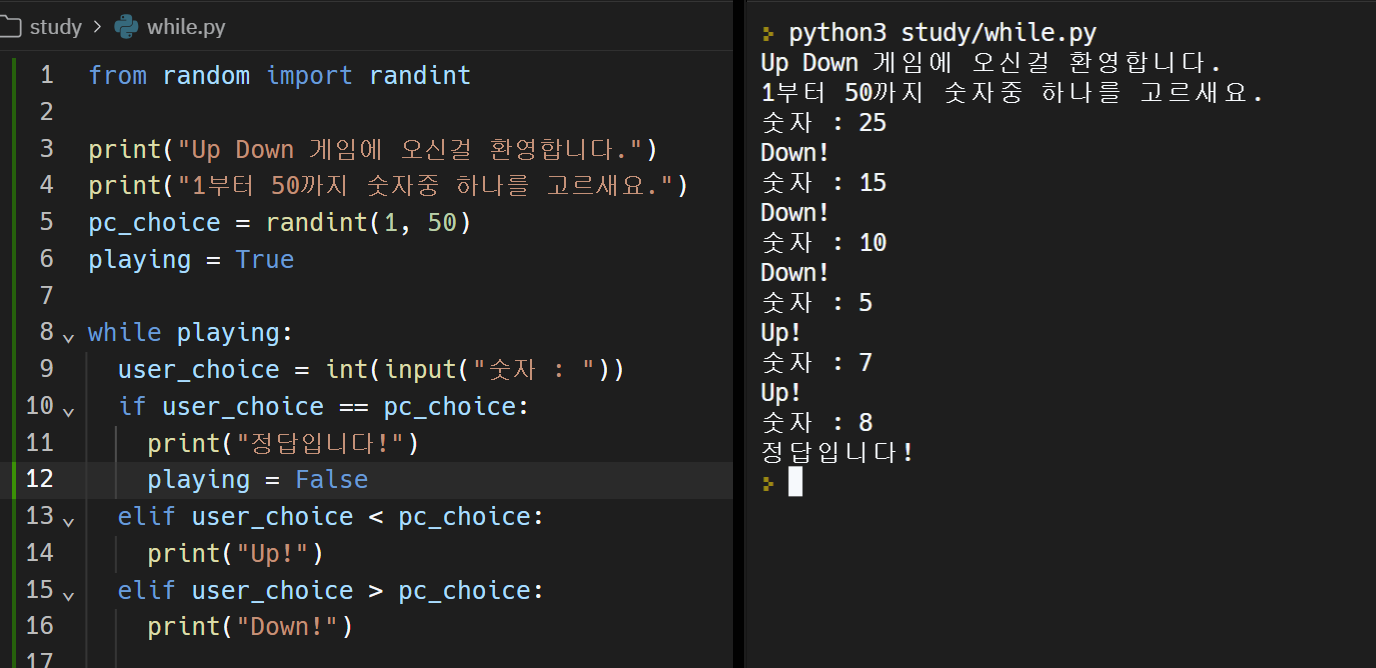 study > while.py
1 from random import randint
2
3 print("Up Down 게임에 오신걸 환영합니다.")
4 print("1부터 50까지 숫자중 하나를 고르새요.")
5 pc_choice = randint(1, 50)
6 playing = True
7
8 while playing:
9   user_choice = int(input("숫자 : "))
10   if user_choice == pc_choice:
11     print("정답입니다!")
12     playing = False
13   elif user_choice < pc_choice:
14     print("Up!")
15   elif user_choice > pc_choice:
16     print("Down!")
17
python3 study/while.py
Up Down 게임에 오신걸 환영합니다.
1부터 50까지 숫자중 하나를 고르새요.
숫자 : 25
Down!
숫자 : 15
Down!
숫자 : 10
Down!
숫자 : 5
Up!
숫자 : 7
Up!
숫자 : 8
정답입니다!